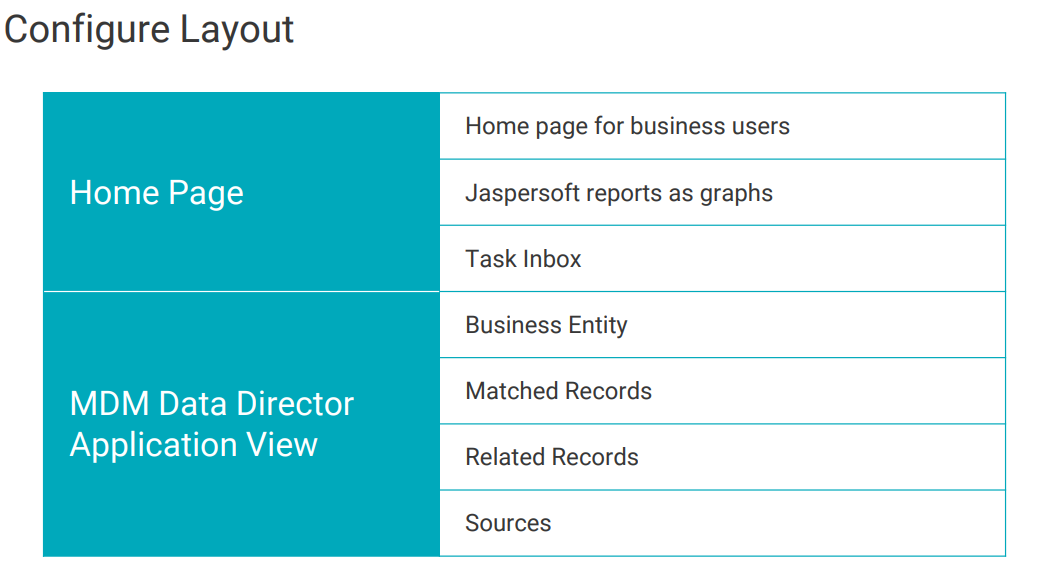 Configure Layout
Home Page
Home page for business users
Jaspersoft reports as graphs
Task Inbox
MDM Data Director
Application View
Business Entity
Matched Records
Related Records
Sources